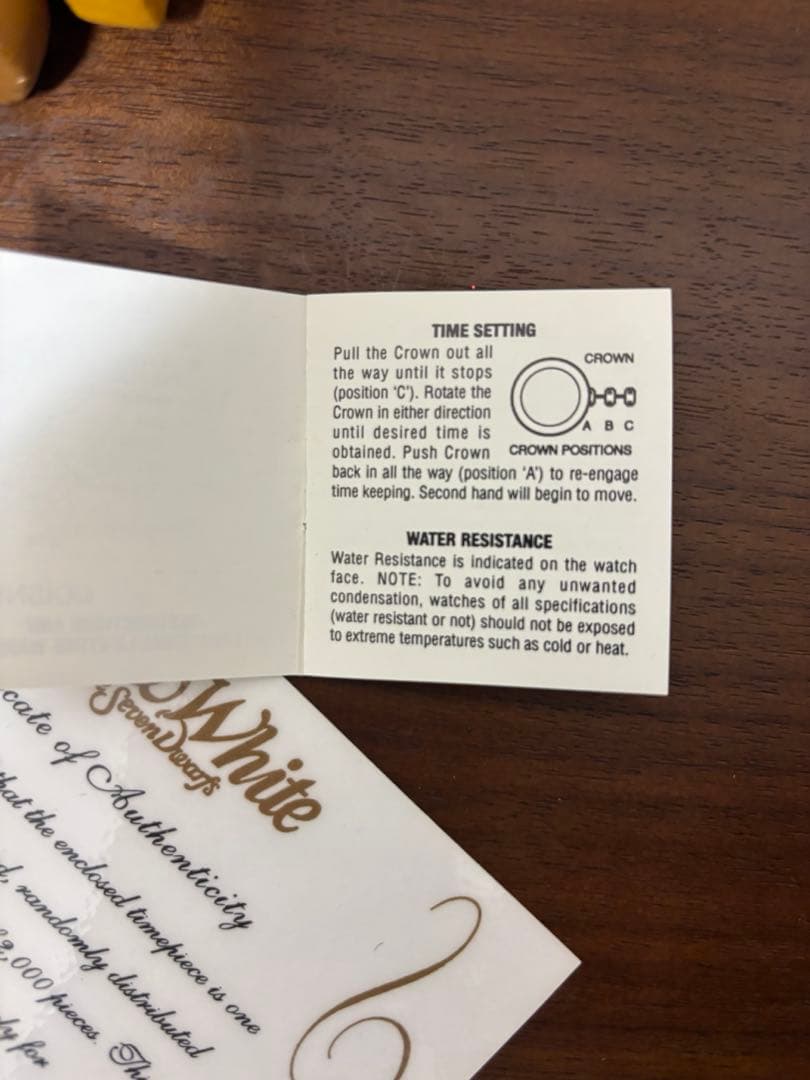 TIME SETTING
Pull the Crown out all
the way until it stops
(position ‘C’). Rotate the
Crown in either direction
until desired time is
obtained. Push Crown
back in all the way (position ‘A’) to re-engage
time keeping. Second hand will begin to move.
CROWN
A B C
CROWN POSITIONS
WATER RESISTANCE
Water Resistance is indicated on the watch
face. NOTE: To avoid any unwanted
condensation, watches of all specifications
(water resistant or not) should not be exposed
to extreme temperatures such as cold or heat.
White
Seven Dwarfs
cate of Authenticity
that the enclosed timepiece is one
randomly distributed
,000 pieces.
for